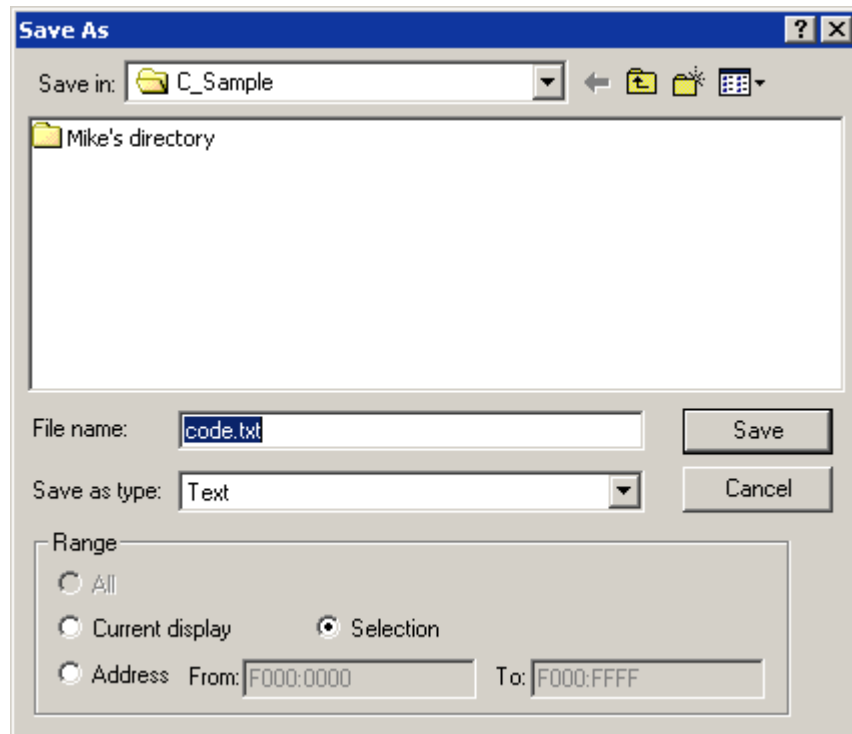 Save As
Save in: C_Sample
Mike's directory
File name: code.txt Save
Save as type: Text Cancel
Range
All
Current display Selection
Address From: F000:0000 To: F000:FFFF